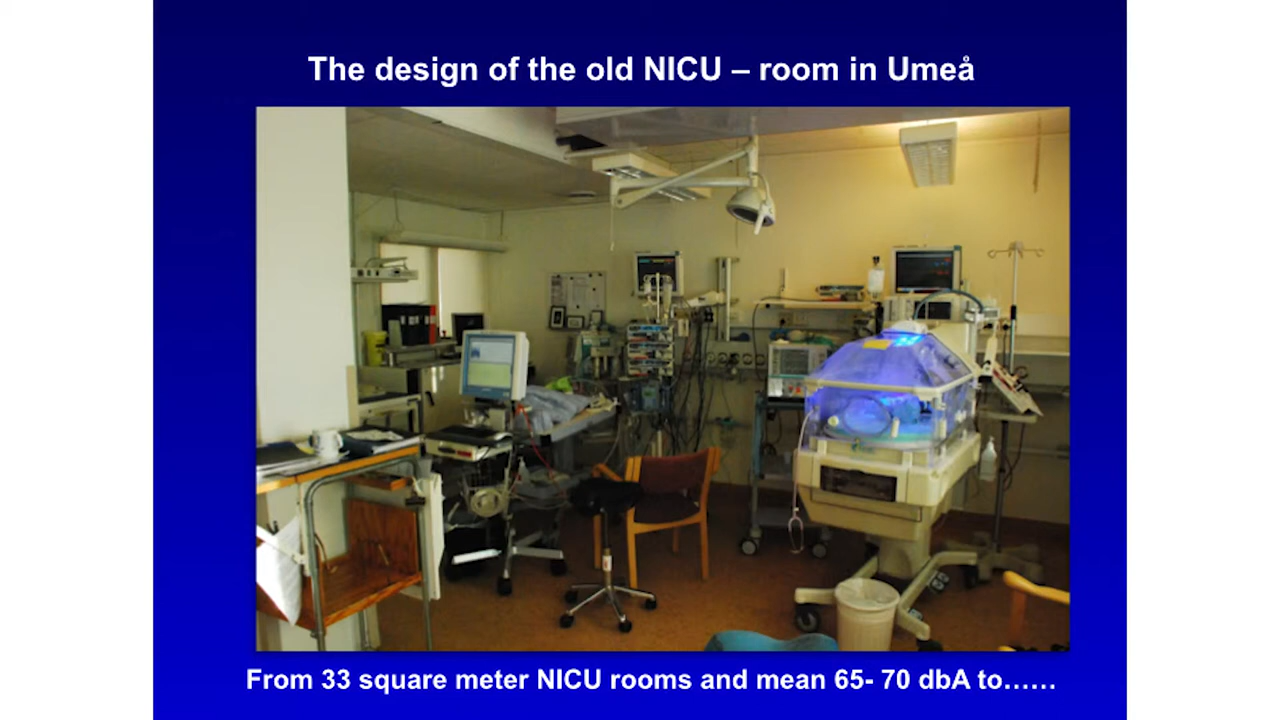 The design of the old NICU – room in Umeå
From 33 square meter NICU rooms and mean 65- 70 dbA to......